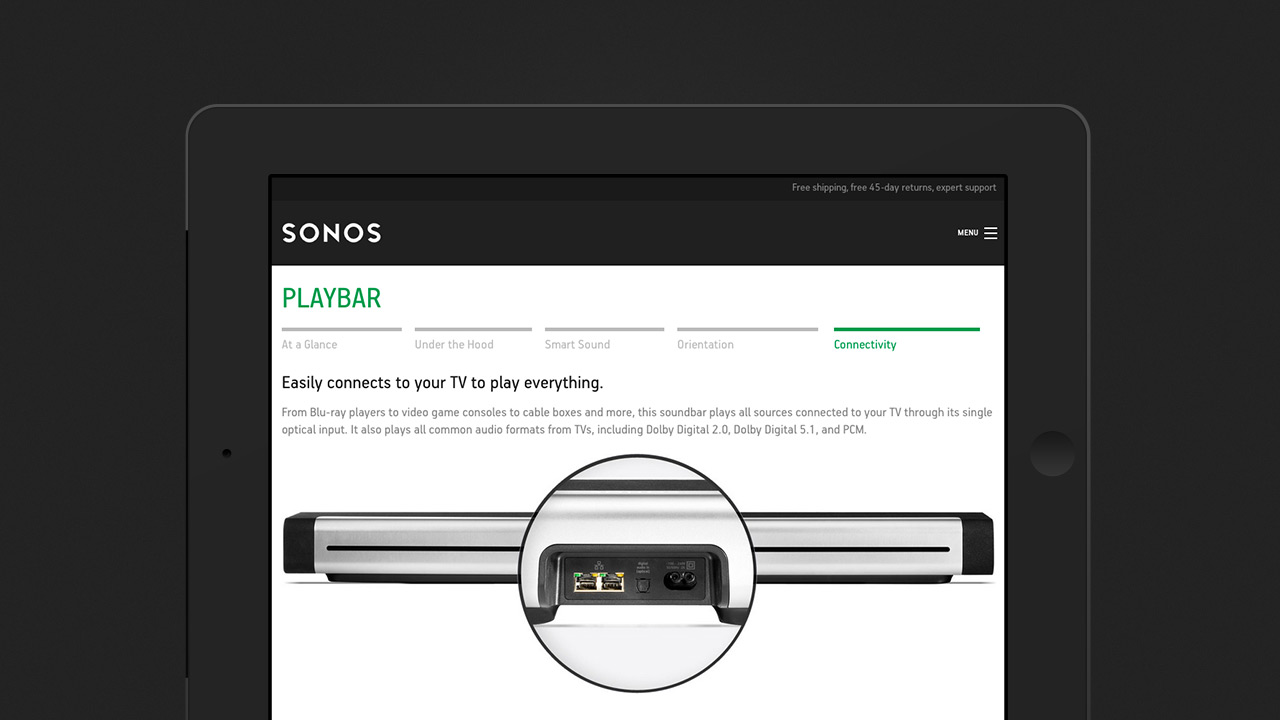 Free shipping, free 45-day returns, expert support
SONOS
MENU
PLAYBAR
At a Glance
Under the Hood
Smart Sound
Orientation
Connectivity
Easily connects to your TV to play everything.
From Blu-ray players to video game consoles to cable boxes and more, this soundbar plays all sources connected to your TV through its single
optical input. It also plays all common audio formats from TVs, including Dolby Digital 2.0, Dolby Digital 5.1, and PCM.